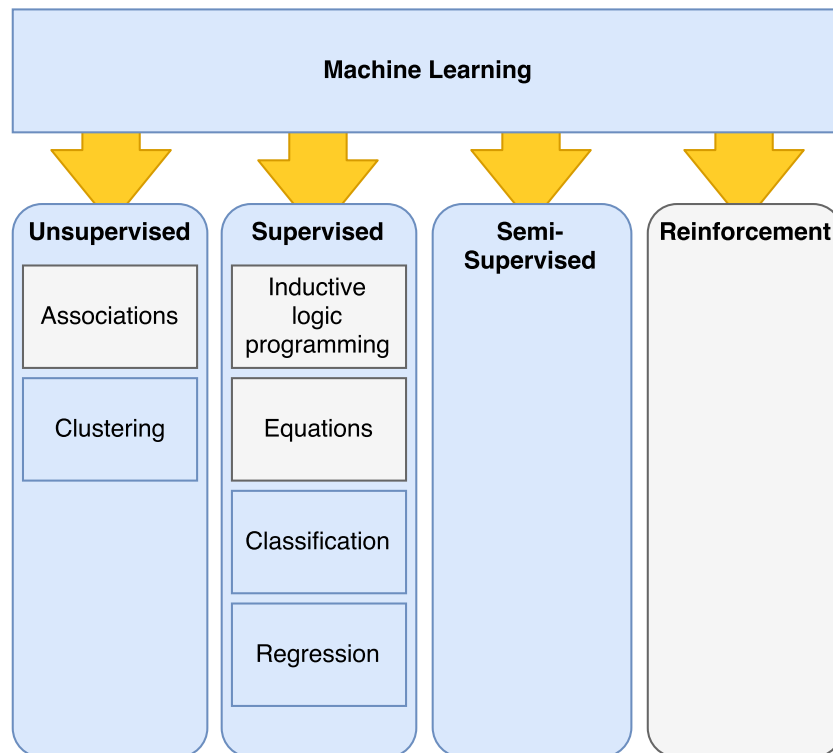 Machine Learning
Unsupervised
Supervised
Semi-
Supervised
Reinforcement
Associations
Inductive
logic
programming
Clustering
Equations
Classification
Regression